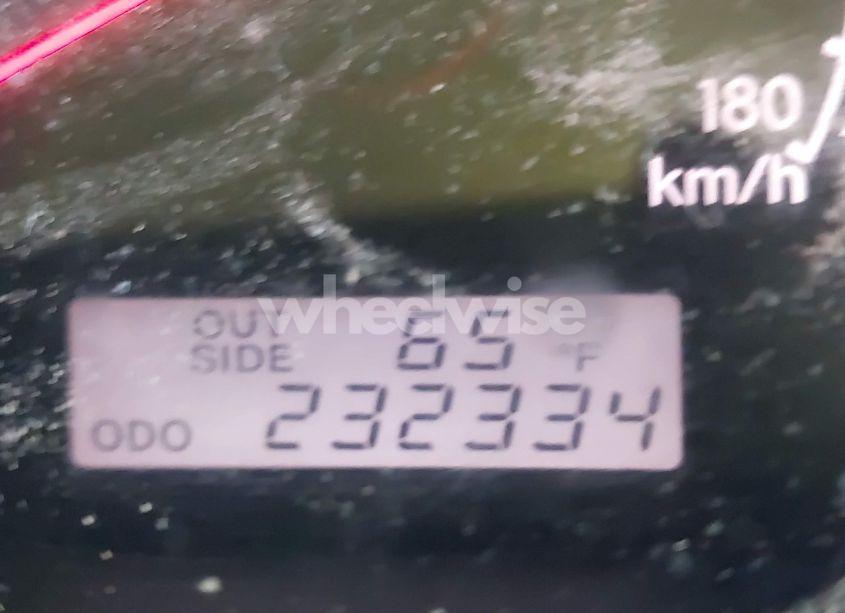 180
km/h
wheelwise
OUT 65 °F
SIDE
ODO 232334